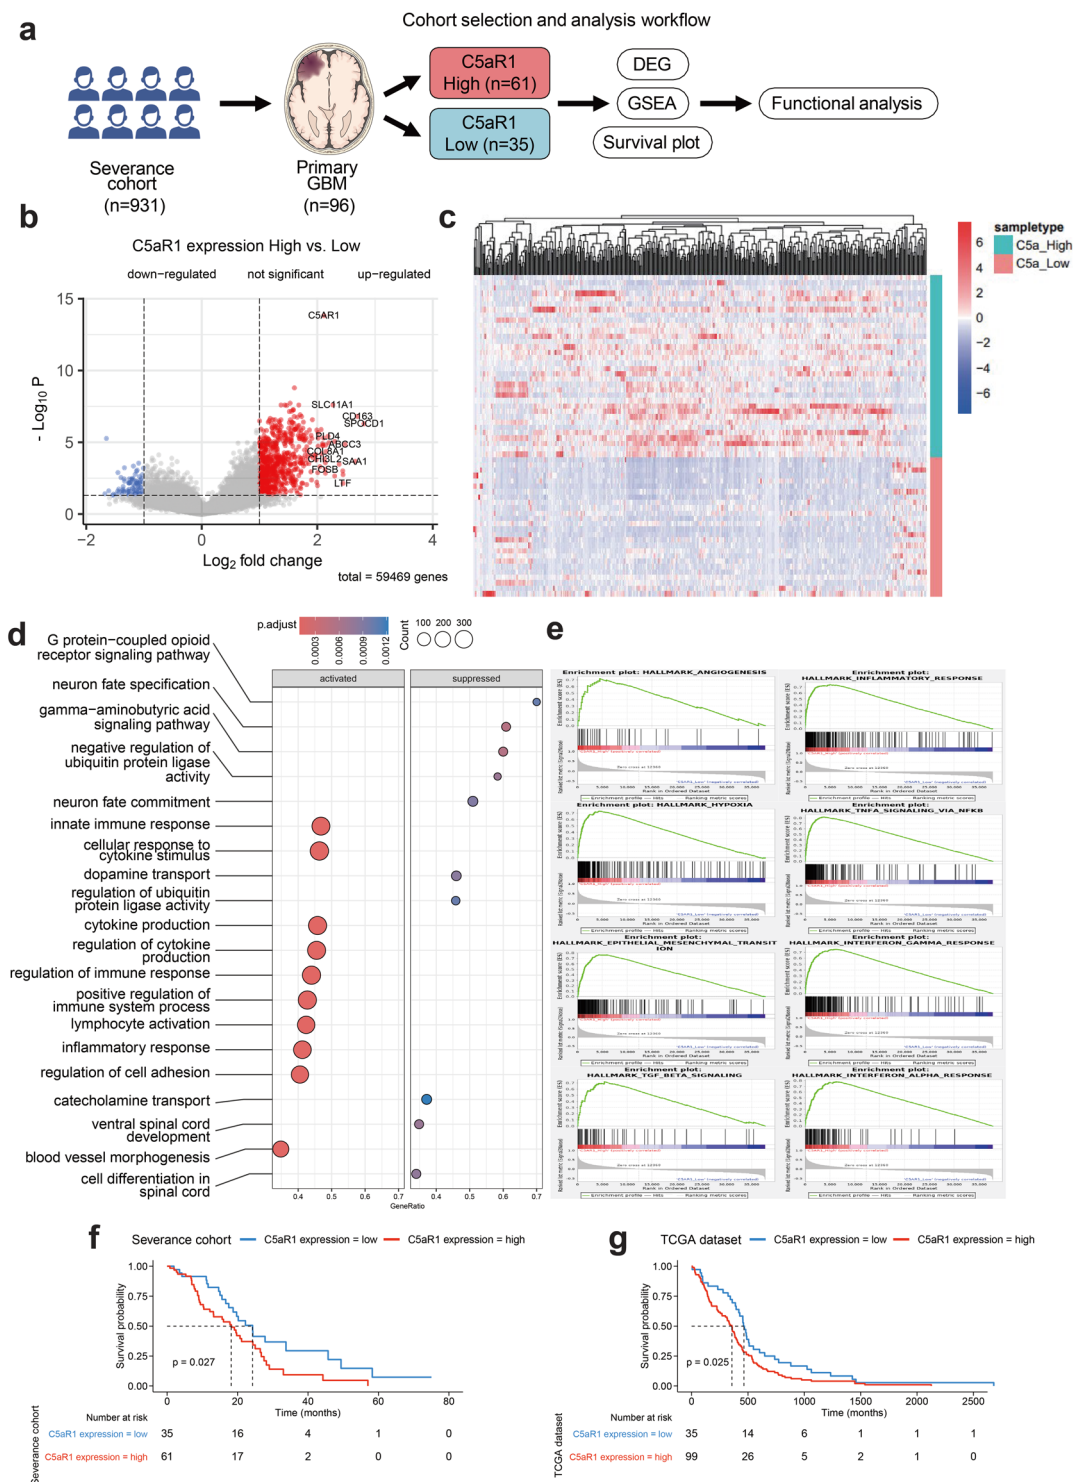 a
Cohort selection and analysis workflow
Severance
cohort
(n=931)
Primary
GBM
(n=96)
C5aR1
High (n=61)
C5aR1
Low (n=35)
DEG
GSEA
Survival plot
Functional analysis
b
C5aR1 expression High vs. Low
down-regulated
not significant
up-regulated
15
10
5
0
- Log10 P
C5AR1
SLC11A1
CD163
SPOCD1
PLD4
ABCC3
COL8A1
CHI3L2
SAA1
FOSB
LTF
−2
0
2
4
Log2 fold change
total = 59469 genes
c
6
4
2
0
−2
−4
−6
sampletype
C5a_High
C5a_Low
d
p.adjust
0.0003
0.0006
0.0009
0.0012
Count
100 200 300
activated
suppressed
G protein-coupled opioid
receptor signaling pathway
neuron fate specification
gamma-aminobutyric acid
signaling pathway
negative regulation of
ubiquitin protein ligase
activity
neuron fate commitment
innate immune response
cellular response to
cytokine stimulus
dopamine transport
regulation of ubiquitin
protein ligase activity
cytokine production
regulation of cytokine
production
regulation of immune response
positive regulation of
immune system process
lymphocyte activation
inflammatory response
regulation of cell adhesion
catecholamine transport
ventral spinal cord
development
blood vessel morphogenesis
cell differentiation in
spinal cord
0.4 0.5 0.6 0.7
0.4 0.5 0.6 0.7
GeneRatio
e
Enrichment plot: HALLMARK_ANGIOGENESIS
Enrichment plot:
HALLMARK_INFLAMMATORY_RESPONSE
Enrichment plot: HALLMARK_HYPOXIA
Enrichment plot:
HALLMARK_TNFA_SIGNALING_VIA_NFKB
Enrichment plot:
HALLMARK_EPITHELIAL_MESENCHYMAL_TRANSIT
ION
Enrichment plot:
HALLMARK_INTERFERON_GAMMA_RESPONSE
Enrichment plot:
HALLMARK_TGF_BETA_SIGNALING
Enrichment plot:
HALLMARK_INTERFERON_ALPHA_RESPONSE
Rank in Ordered Dataset
Enrichment profile
Hits
Ranking metric scores
f
Severance cohort
C5aR1 expression = low
C5aR1 expression = high
Survival probability
1.00
0.75
0.50
0.25
0.00
p = 0.027
0 20 40 60 80
Time (months)
Number at risk
Severance cohort
C5aR1 expression = low 35 16 4 1 0
C5aR1 expression = high 61 17 2 0 0
g
TCGA dataset
C5aR1 expression = low
C5aR1 expression = high
Survival probability
1.00
0.75
0.50
0.25
0.00
p = 0.025
0 500 1000 1500 2000 2500
Time (months)
Number at risk
TCGA dataset
C5aR1 expression = low 35 14 6 1 1 1
C5aR1 expression = high 99 26 5 2 1 0